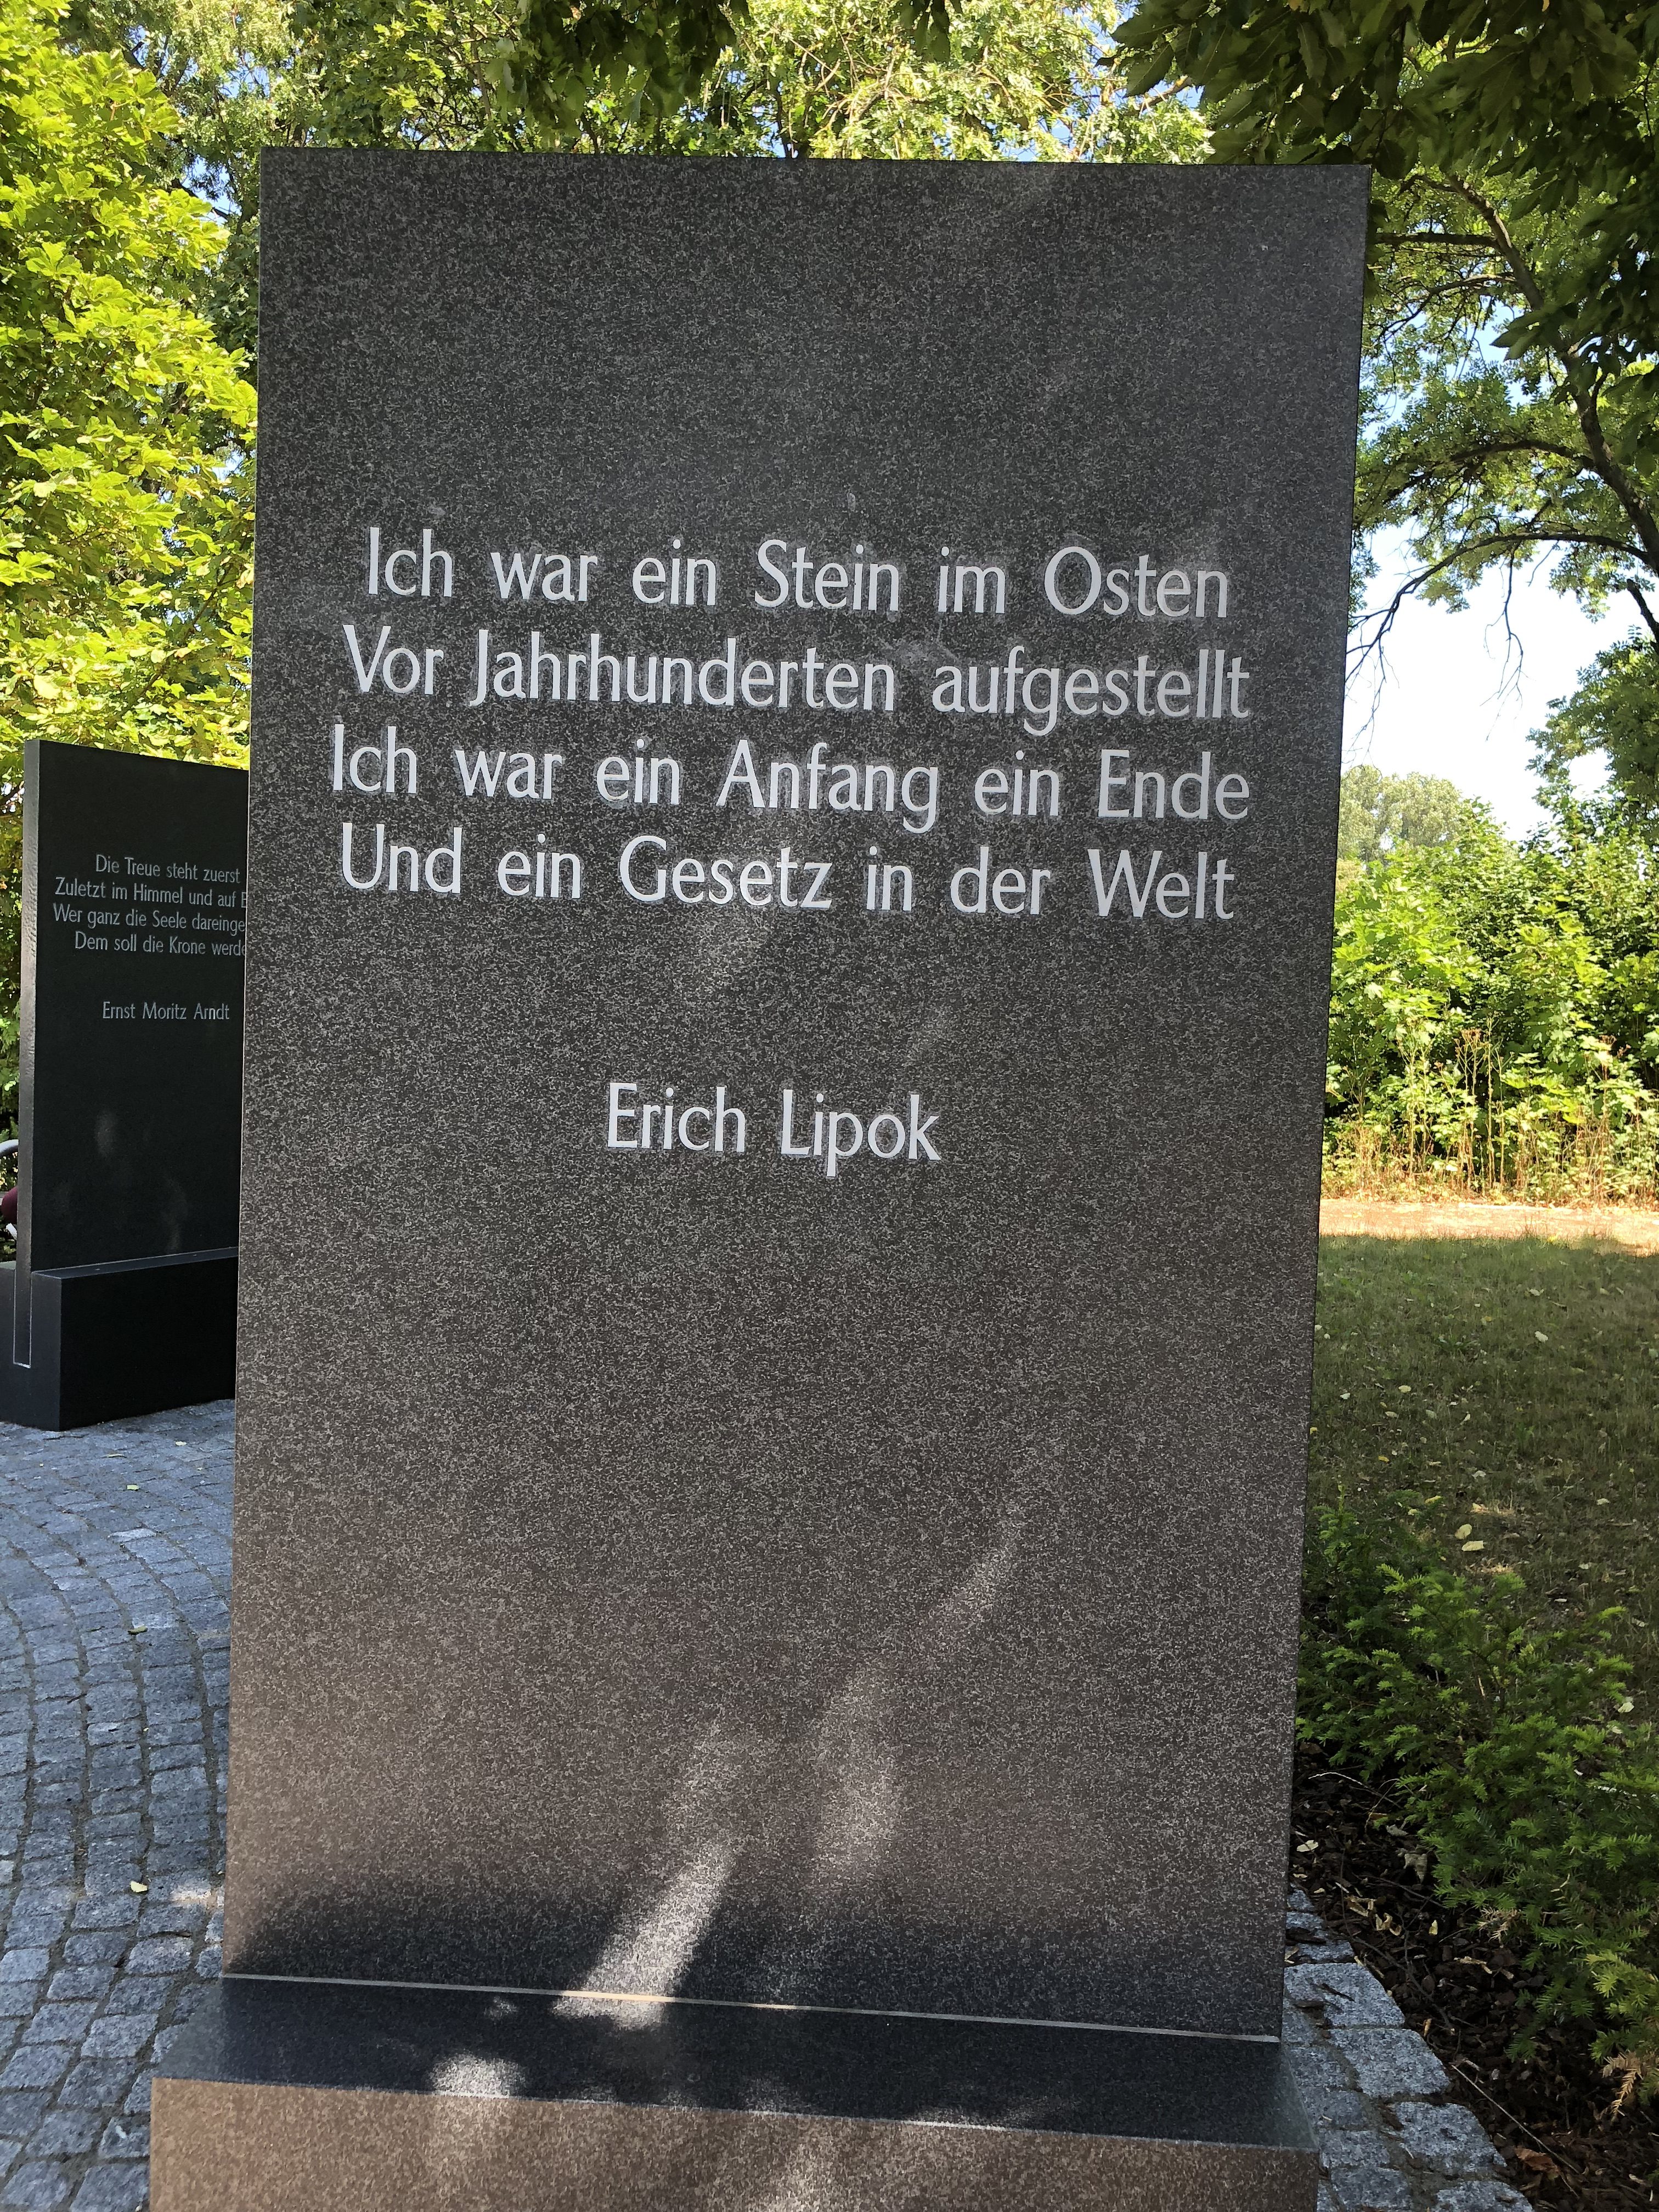 Ich war ein Stein im Osten
Vor Jahrhunderten aufgestellt
Ich war ein Anfang ein Ende
Und ein Gesetz in der Welt
Erich Lipok
Die Treue steht zuerst
Zuletzt im Himmel und auf
Wer ganz die Seele
Dem soll die Krone
Ernst Moritz Arndt